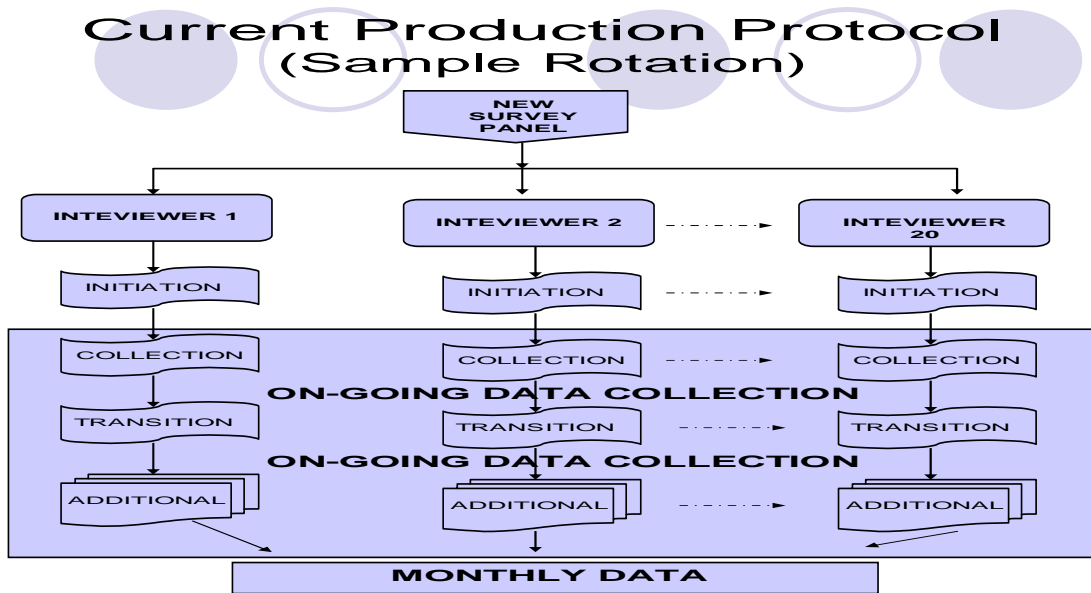 Current Production Protocol
(Sample Rotation)
NEW
SURVEY
PANEL
INTEVIEWER 1
INTEVIEWER 2
INTEVIEWER
20
INITIATION
INITIATION
INITIATION
COLLECTION
COLLECTION
COLLECTION
ON-GOING DATA COLLECTION
TRANSITION
TRANSITION
TRANSITION
ON-GOING DATA COLLECTION
ADDITIONAL
ADDITIONAL
ADDITIONAL
MONTHLY DATA